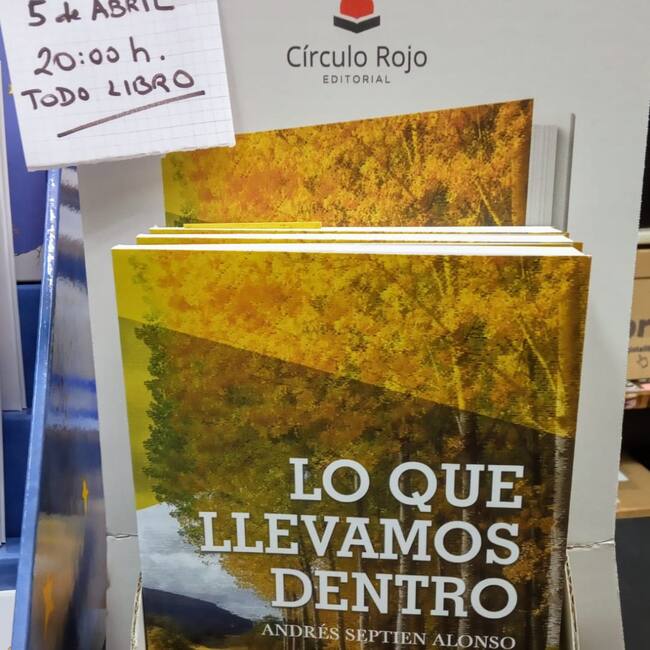 5 de ABRIL
20:00 h.
TODO LIBRO
Círculo Rojo
EDITORIAL
LO QUE
LLEVAMOS
DENTRO
ANDRÉS SEPTIEN ALONSO